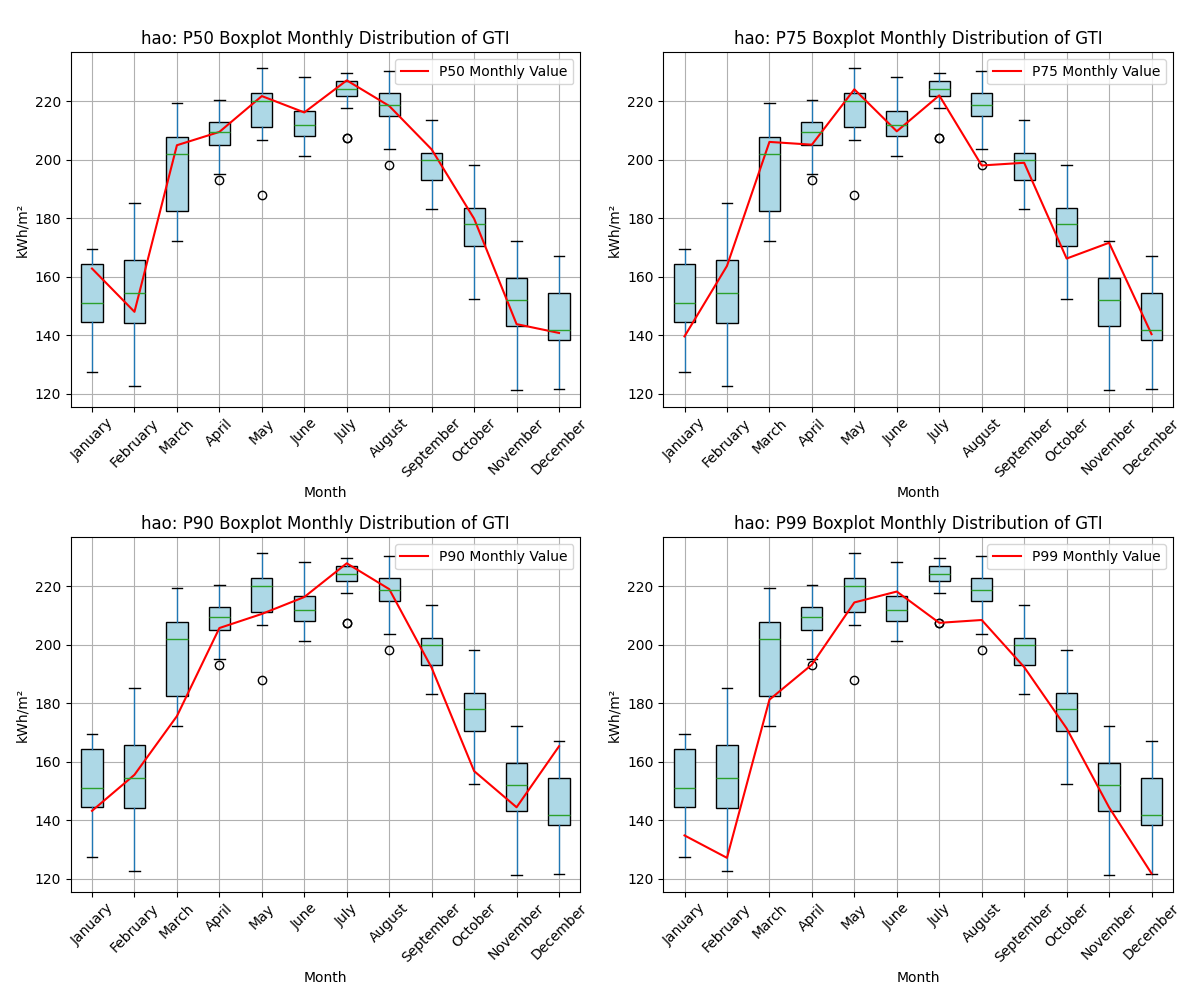 hao: P50 Boxplot Monthly Distribution of GTI
P50 Monthly Value
kWh/m²
220
200
180
160
140
120
January
February
March
April
May
June
July
August
September
October
November
December
Month
hao: P75 Boxplot Monthly Distribution of GTI
P75 Monthly Value
kWh/m²
220
200
180
160
140
120
January
February
March
April
May
June
July
August
September
October
November
December
Month
hao: P90 Boxplot Monthly Distribution of GTI
P90 Monthly Value
kWh/m²
220
200
180
160
140
120
January
February
March
April
May
June
July
August
September
October
November
December
Month
hao: P99 Boxplot Monthly Distribution of GTI
P99 Monthly Value
kWh/m²
220
200
180
160
140
120
January
February
March
April
May
June
July
August
September
October
November
December
Month